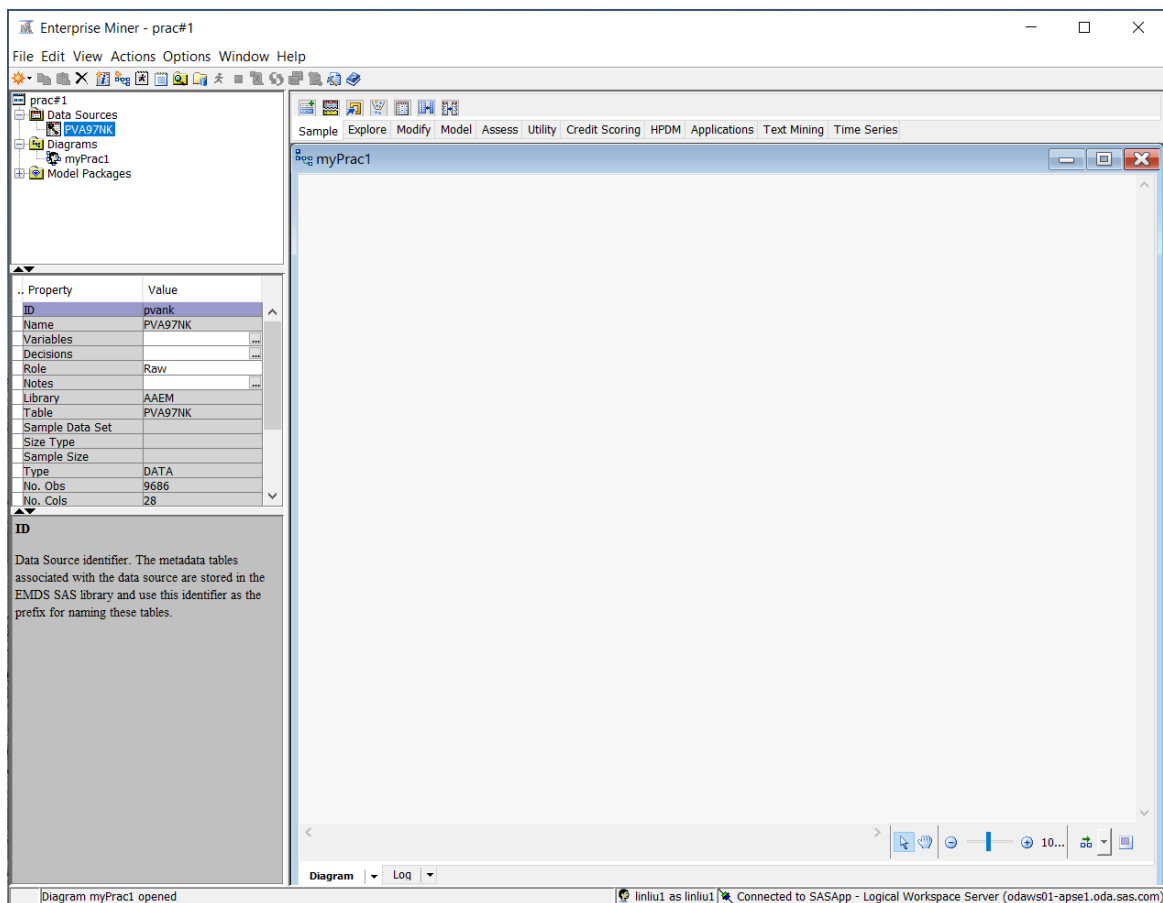 Enterprise Miner - prac#1
File Edit View Actions Options Window Help
prac#1
Data Sources
PVA97NK
Diagrams
myPrac1
Model Packages
Sample Explore Modify Model Assess Utility Credit Scoring HPDM Applications Text Mining Time Series
myPrac1
.. Property Value
ID pvank
Name PVA97NK
Variables ...
Decisions ...
Role Raw
Notes ...
Library AAEM
Table PVA97NK
Sample Data Set
Size Type
Sample Size
Type DATA
No. Obs 9686
No. Cols 28
ID
Data Source identifier. The metadata tables
associated with the data source are stored in the
EMDS SAS library and use this identifier as the
prefix for naming these tables.
10...
Diagram Log
Diagram myPrac1 opened
linliu1 as linliu1 Connected to SASApp - Logical Workspace Server (odaws01-apse1.oda.sas.com)